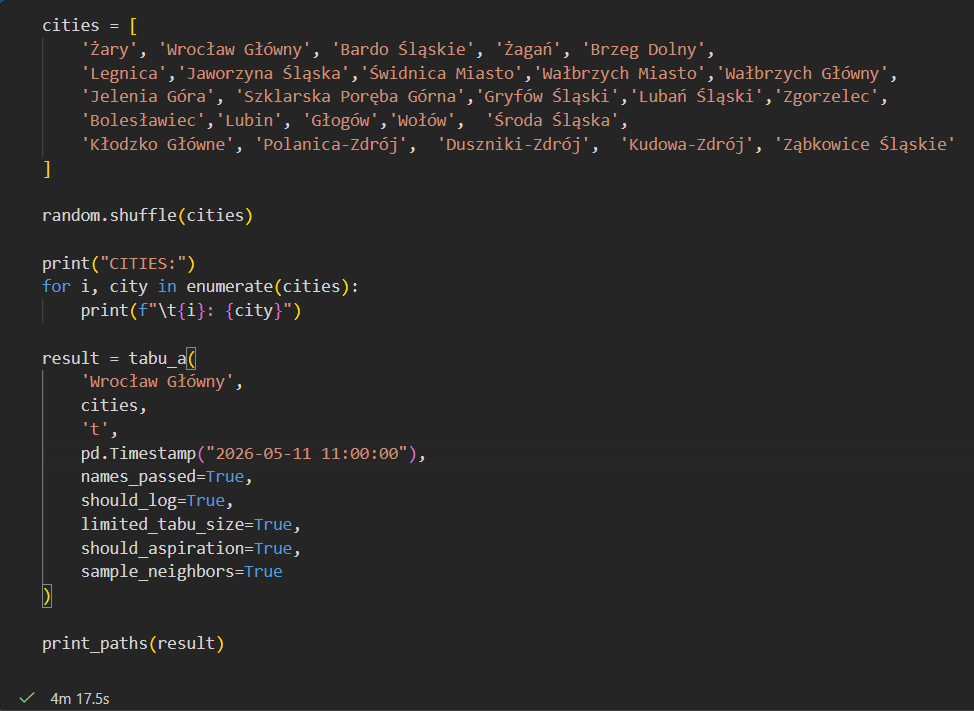 cities = [
    'Żary', 'Wrocław Główny', 'Bardo Śląskie', 'Żagań', 'Brzeg Dolny',
    'Legnica','Jaworzyna Śląska','Świdnica Miasto','Wałbrzych Miasto','Wałbrzych Główny',
    'Jelenia Góra', 'Szklarska Poręba Górna','Gryfów Śląski','Lubań Śląski','Zgorzelec',
    'Bolesławiec','Lubin', 'Głogów','Wołów',  'Środa Śląska',
    'Kłodzko Główne', 'Polanica-Zdrój',  'Duszniki-Zdrój',  'Kudowa-Zdrój', 'Ząbkowice Śląskie'
]
random.shuffle(cities)
print("CITIES:")
for i, city in enumerate(cities):
    print(f"\t{i}: {city}")
result = tabu_a(
    'Wrocław Główny',
    cities,
    't',
    pd.Timestamp("2026-05-11 11:00:00"),
    names_passed=True,
    should_log=True,
    limited_tabu_size=True,
    should_aspiration=True,
    sample_neighbors=True
)
print_paths(result)
4m 17.5s